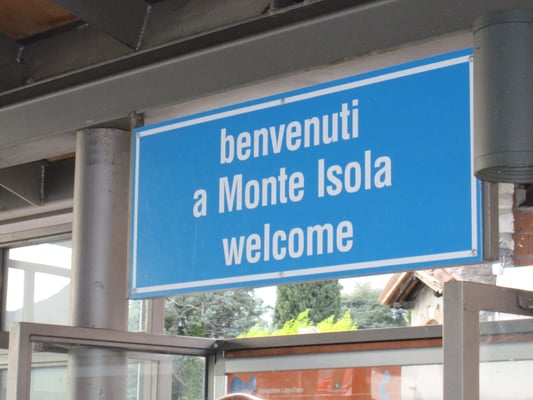 benvenuti
a Monte Isola
welcome